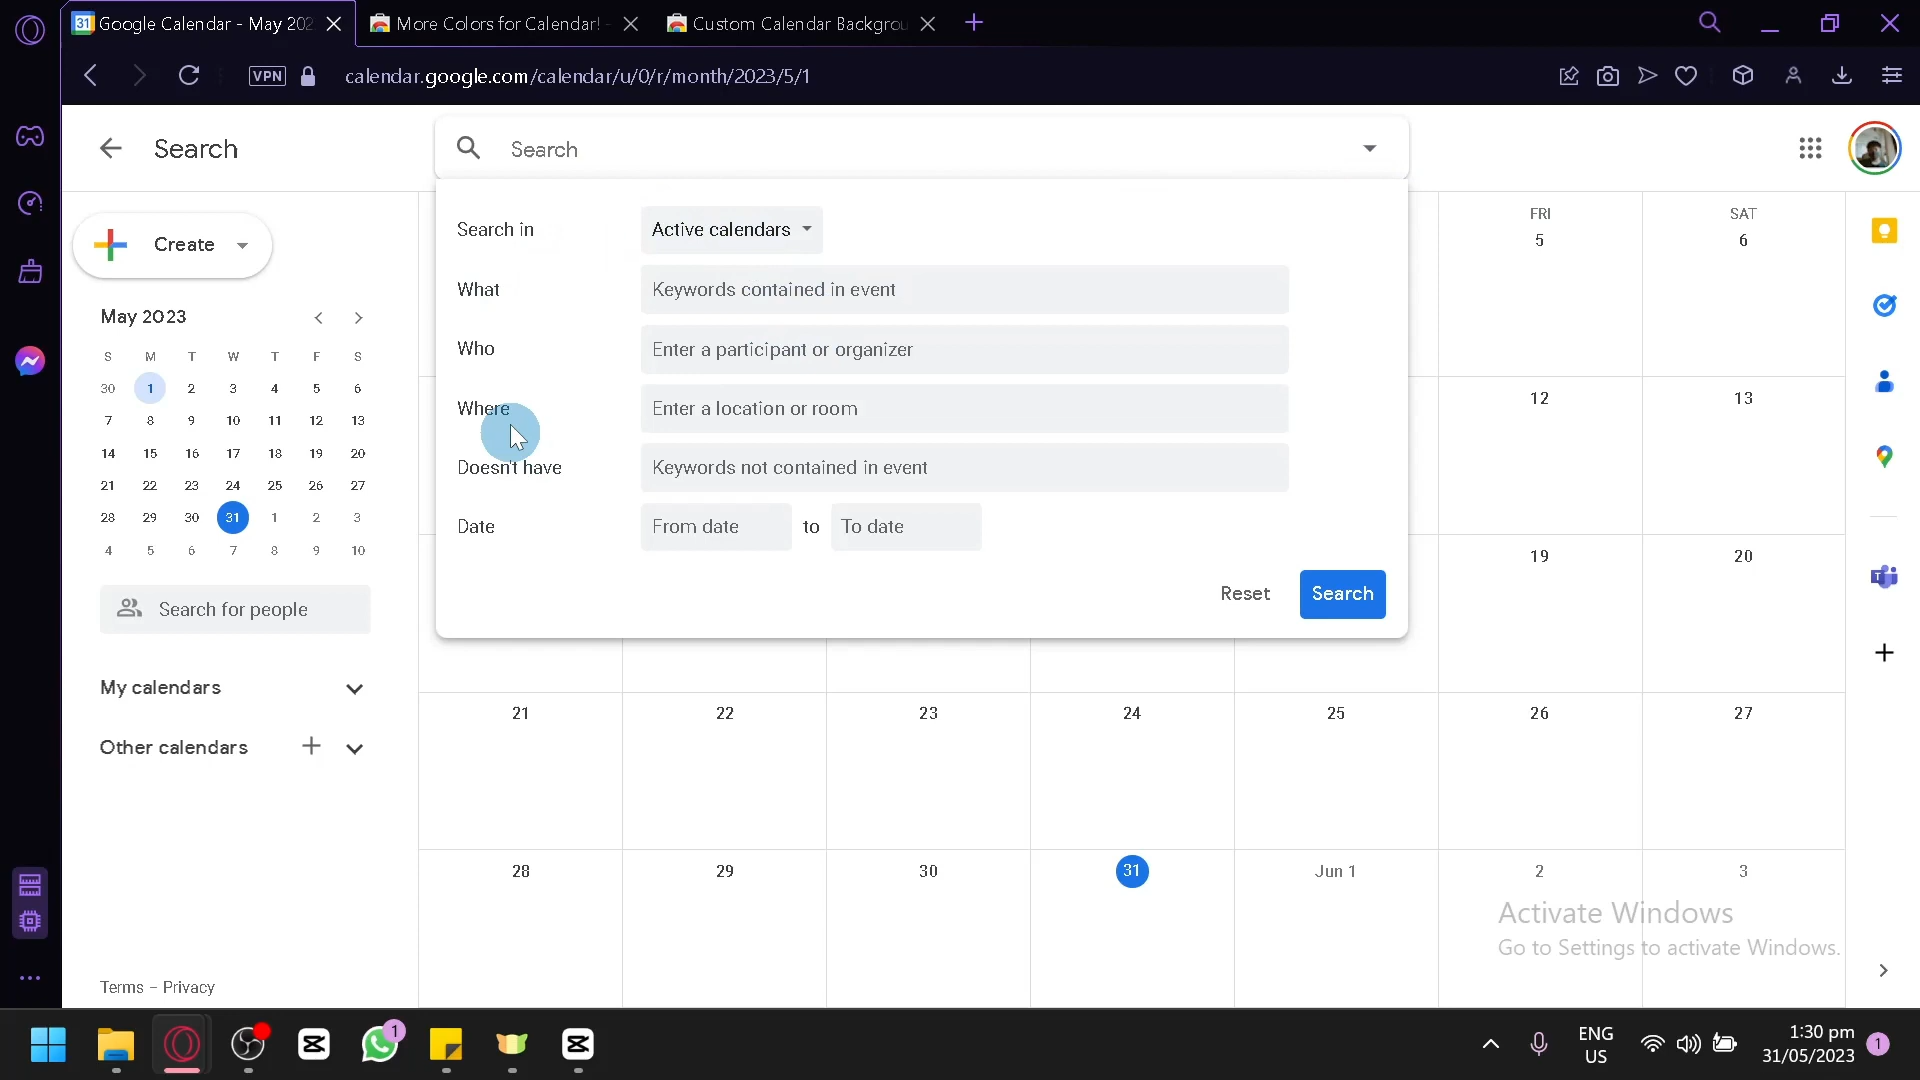 Google Calendar - May 202
More Colors for Calendar! -
Custom Calendar Backgrou
VPN
calendar.google.com/calendar/u/0/r/month/2023/5/1
Search
Search
Create
May 2023
S M T W T F S
30 1 2 3 4 5 6
7 8 9 10 11 12 13
14 15 16 17 18 19 20
21 22 23 24 25 26 27
28 29 30 31 1 2 3
4 5 6 7 8 9 10
Search for people
My calendars
Other calendars
Terms – Privacy
Search in Active calendars
What Keywords contained in event
Who Enter a participant or organizer
Where Enter a location or room
Doesn't have Keywords not contained in event
Date From date to To date
Reset Search
FRI SAT
5 6
12 13
19 20
21 22 23 24 25 26 27
28 29 30 31 Jun 1 2 3
Activate Windows
Go to Settings to activate Windows.
31
T
1
ENG
US
1:30 pm
31/05/2023
1